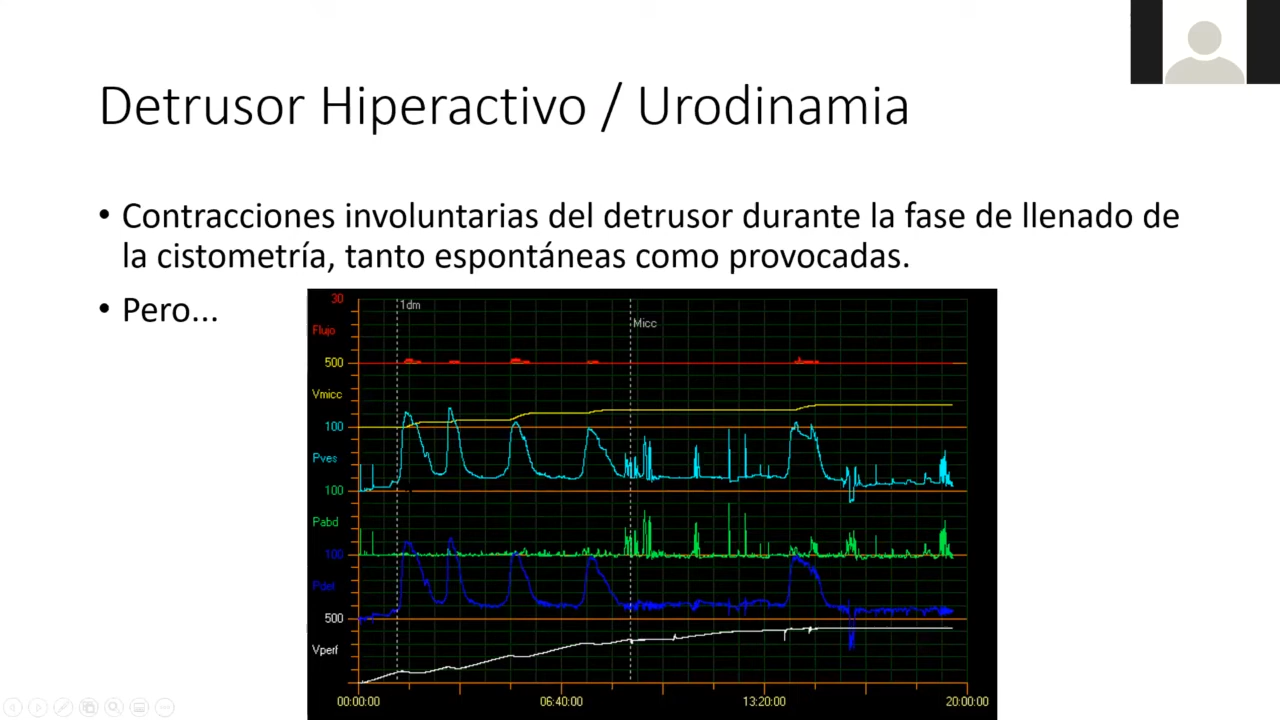 Detrusor Hiperactivo / Urodinamia
• Contracciones involuntarias del detrusor durante la fase de llenado de
la cistometría, tanto espontáneas como provocadas.
• Pero...
30
1dm
Micc
Flujo
500
Vmicc
100
Pves
100
Pabd
100
Pdet
500
Vperf
00:00:00 06:40:00 13:20:00 20:00:00